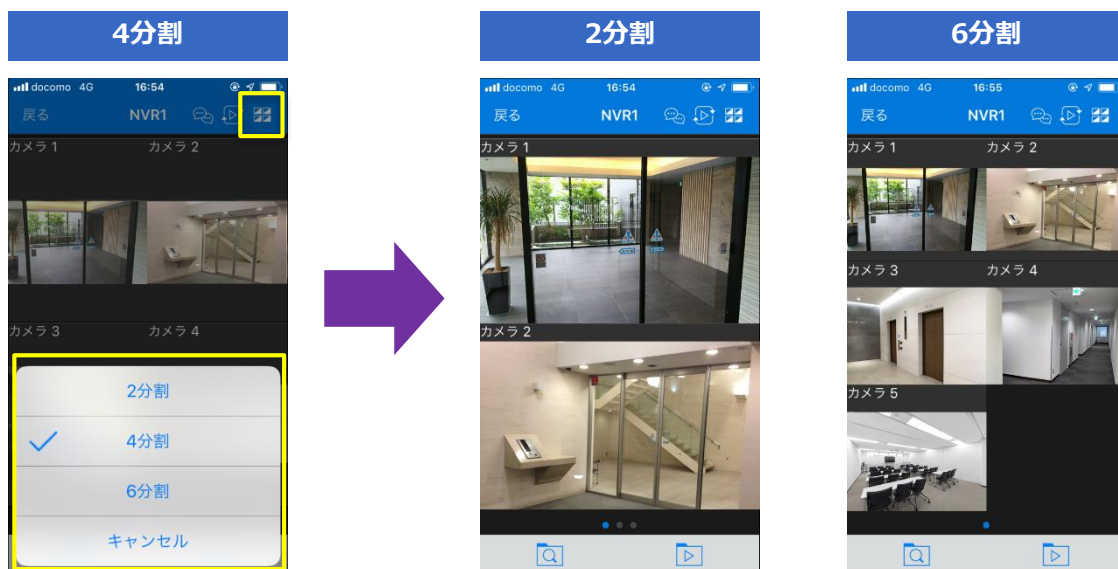 4分割
docomo 4G 16:54
戻る NVR1
カメラ 1 カメラ 2
カメラ 3 カメラ 4
2分割
4分割
6分割
キャンセル
2分割
docomo 4G 16:54
戻る NVR1
カメラ 1
カメラ 2
6分割
docomo 4G 16:55
戻る NVR1
カメラ 1 カメラ 2
カメラ 3 カメラ 4
カメラ 5